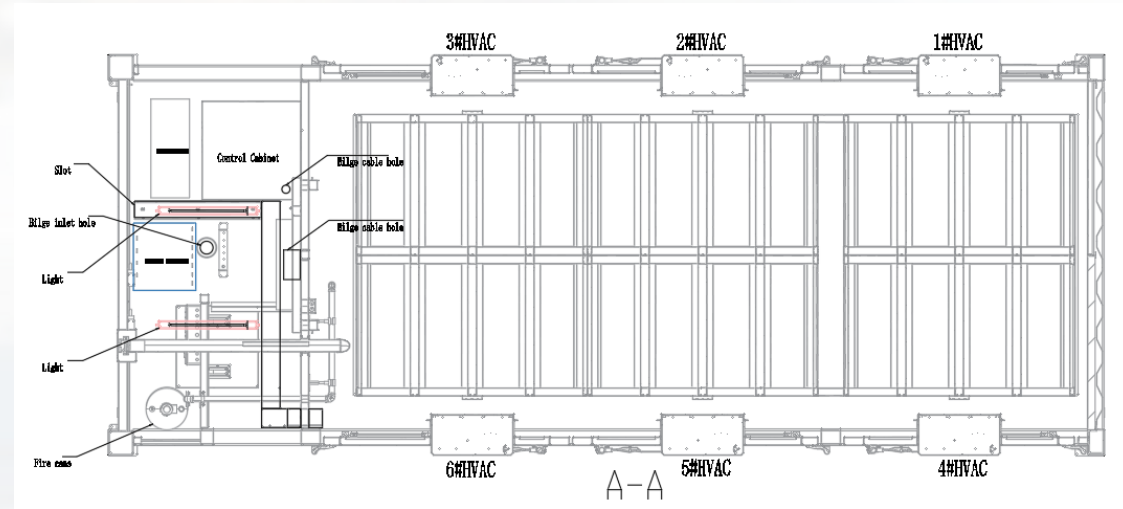 3#HVAC
2#HVAC
1#HVAC
Control Cabinet
Slot
Bilge cable hole
Bilge inlet hole
Bilge cable hole
Light
Light
Fire
6#HVAC
5#HVAC
4#HVAC
A-A